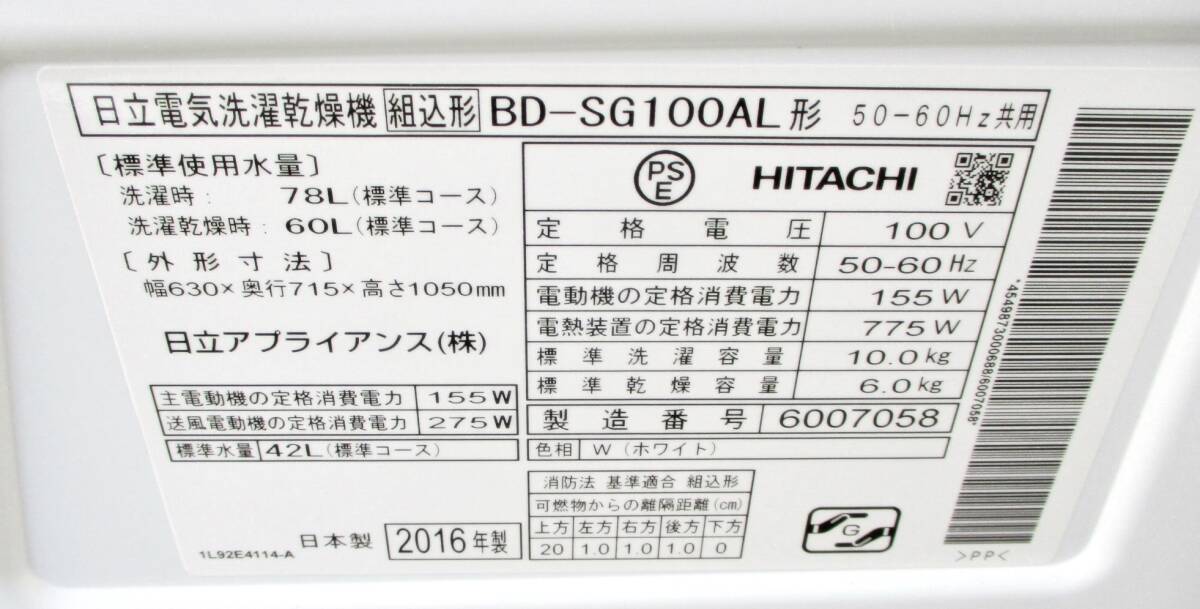 日立電気洗濯乾燥機 組込形 BD-SG100AL形 50-60Hz共用
[標準使用水量]
洗濯時: 78L(標準コース)
洗濯乾燥時: 60L(標準コース)
[外形寸法]
幅630×奥行715×高さ1050mm
日立アプライアンス(株)
主電動機の定格消費電力 155W
送風電動機の定格消費電力 275W
標準水量 42L(標準コース)
PS
E
HITACHI
定格電圧 100V
定格周波数 50-60Hz
電動機の定格消費電力 155W
電熱装置の定格消費電力 775W
標準洗濯容量 10.0kg
標準乾燥容量 6.0kg
製造番号 6007058
色相 W(ホワイト)
消防法 基準適合 組込形
可燃物からの離隔距離(cm)
上方 左方 右方 後方 下方
20 1.0 1.0 1.0 0
1L92E4114-A
日本製 2016年製
G
*4549873000688/6007058*
>PP<